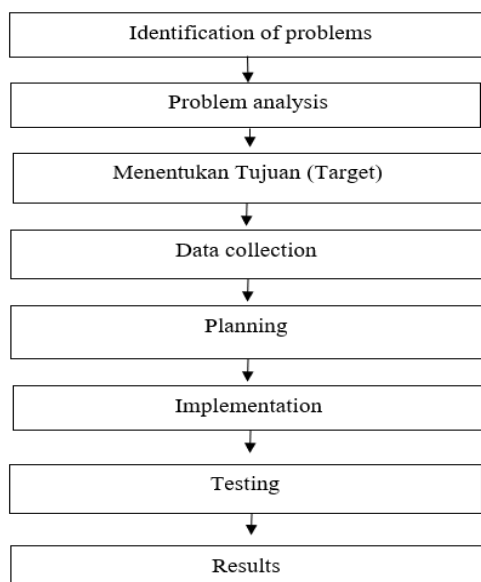 Identification of problems
Problem analysis
Menentukan Tujuan (Target)
Data collection
Planning
Implementation
Testing
Results